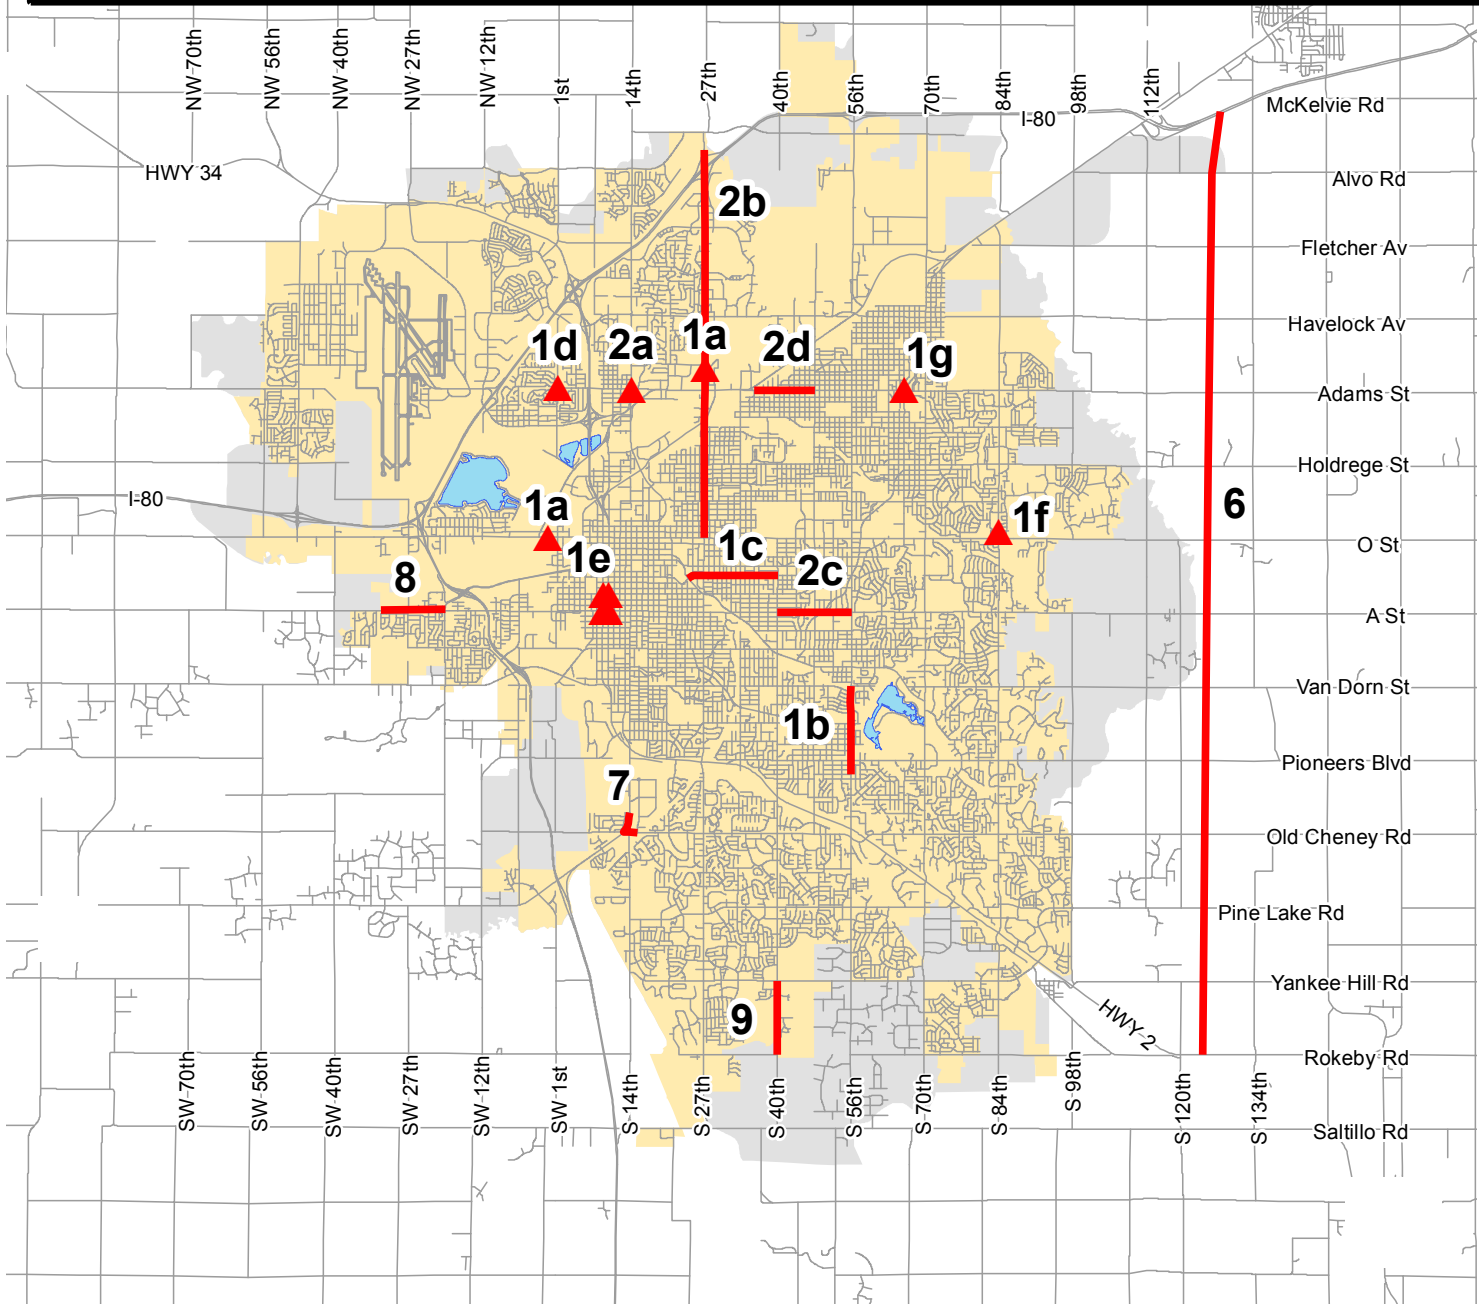 NW 70th
NW 56th
NW 40th
NW 27th
NW 12th
1st
14th
27th
40th
56th
70th
84th
98th
112th
McKelvie Rd
I-80
HWY 34
Alvo Rd
2b
Fletcher Av
Havelock Av
1d
2a
1a
2d
1g
Adams St
Holdrege St
I-80
1a
1f
6
O St
1e
1c
2c
8
A St
Van Dorn St
1b
Pioneers Blvd
7
Old Cheney Rd
Pine Lake Rd
Yankee Hill Rd
9
HWY 2
Rokeby Rd
SW 70th
SW 56th
SW 40th
SW 27th
SW 12th
SW 1st
S 14th
S 27th
S 40th
S 56th
S 70th
S 84th
S 98th
S 120th
S 134th
Saltillo Rd